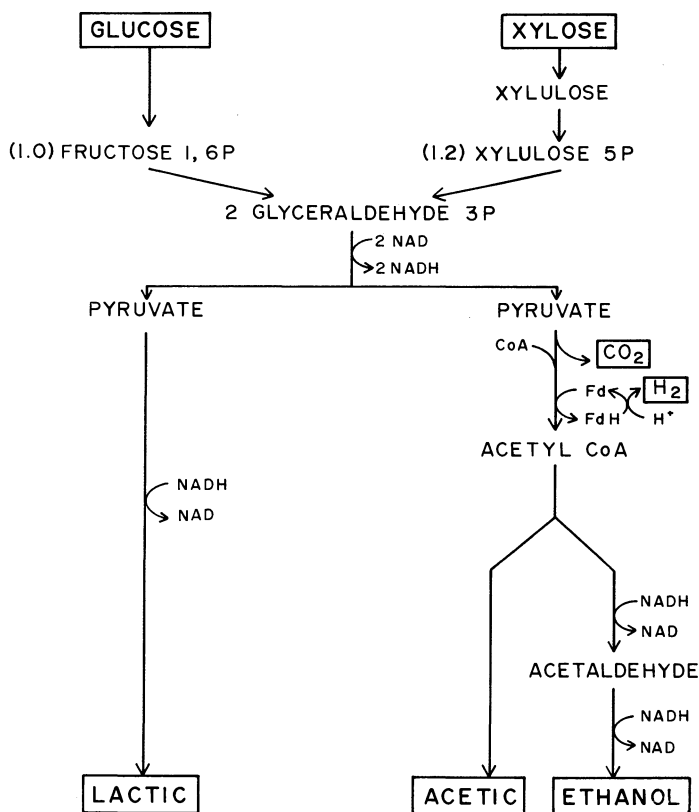 GLUCOSE
XYLOSE
XYLULOSE
(1.0) FRUCTOSE 1, 6P
(1.2) XYLULOSE 5P
2 GLYCERALDEHYDE 3P
2 NAD
2 NADH
PYRUVATE
PYRUVATE
CoA
CO2
Fd
H2
FdH
H+
ACETYL CoA
NADH
NAD
NADH
NAD
ACETALDEHYDE
NADH
NAD
LACTIC
ACETIC
ETHANOL